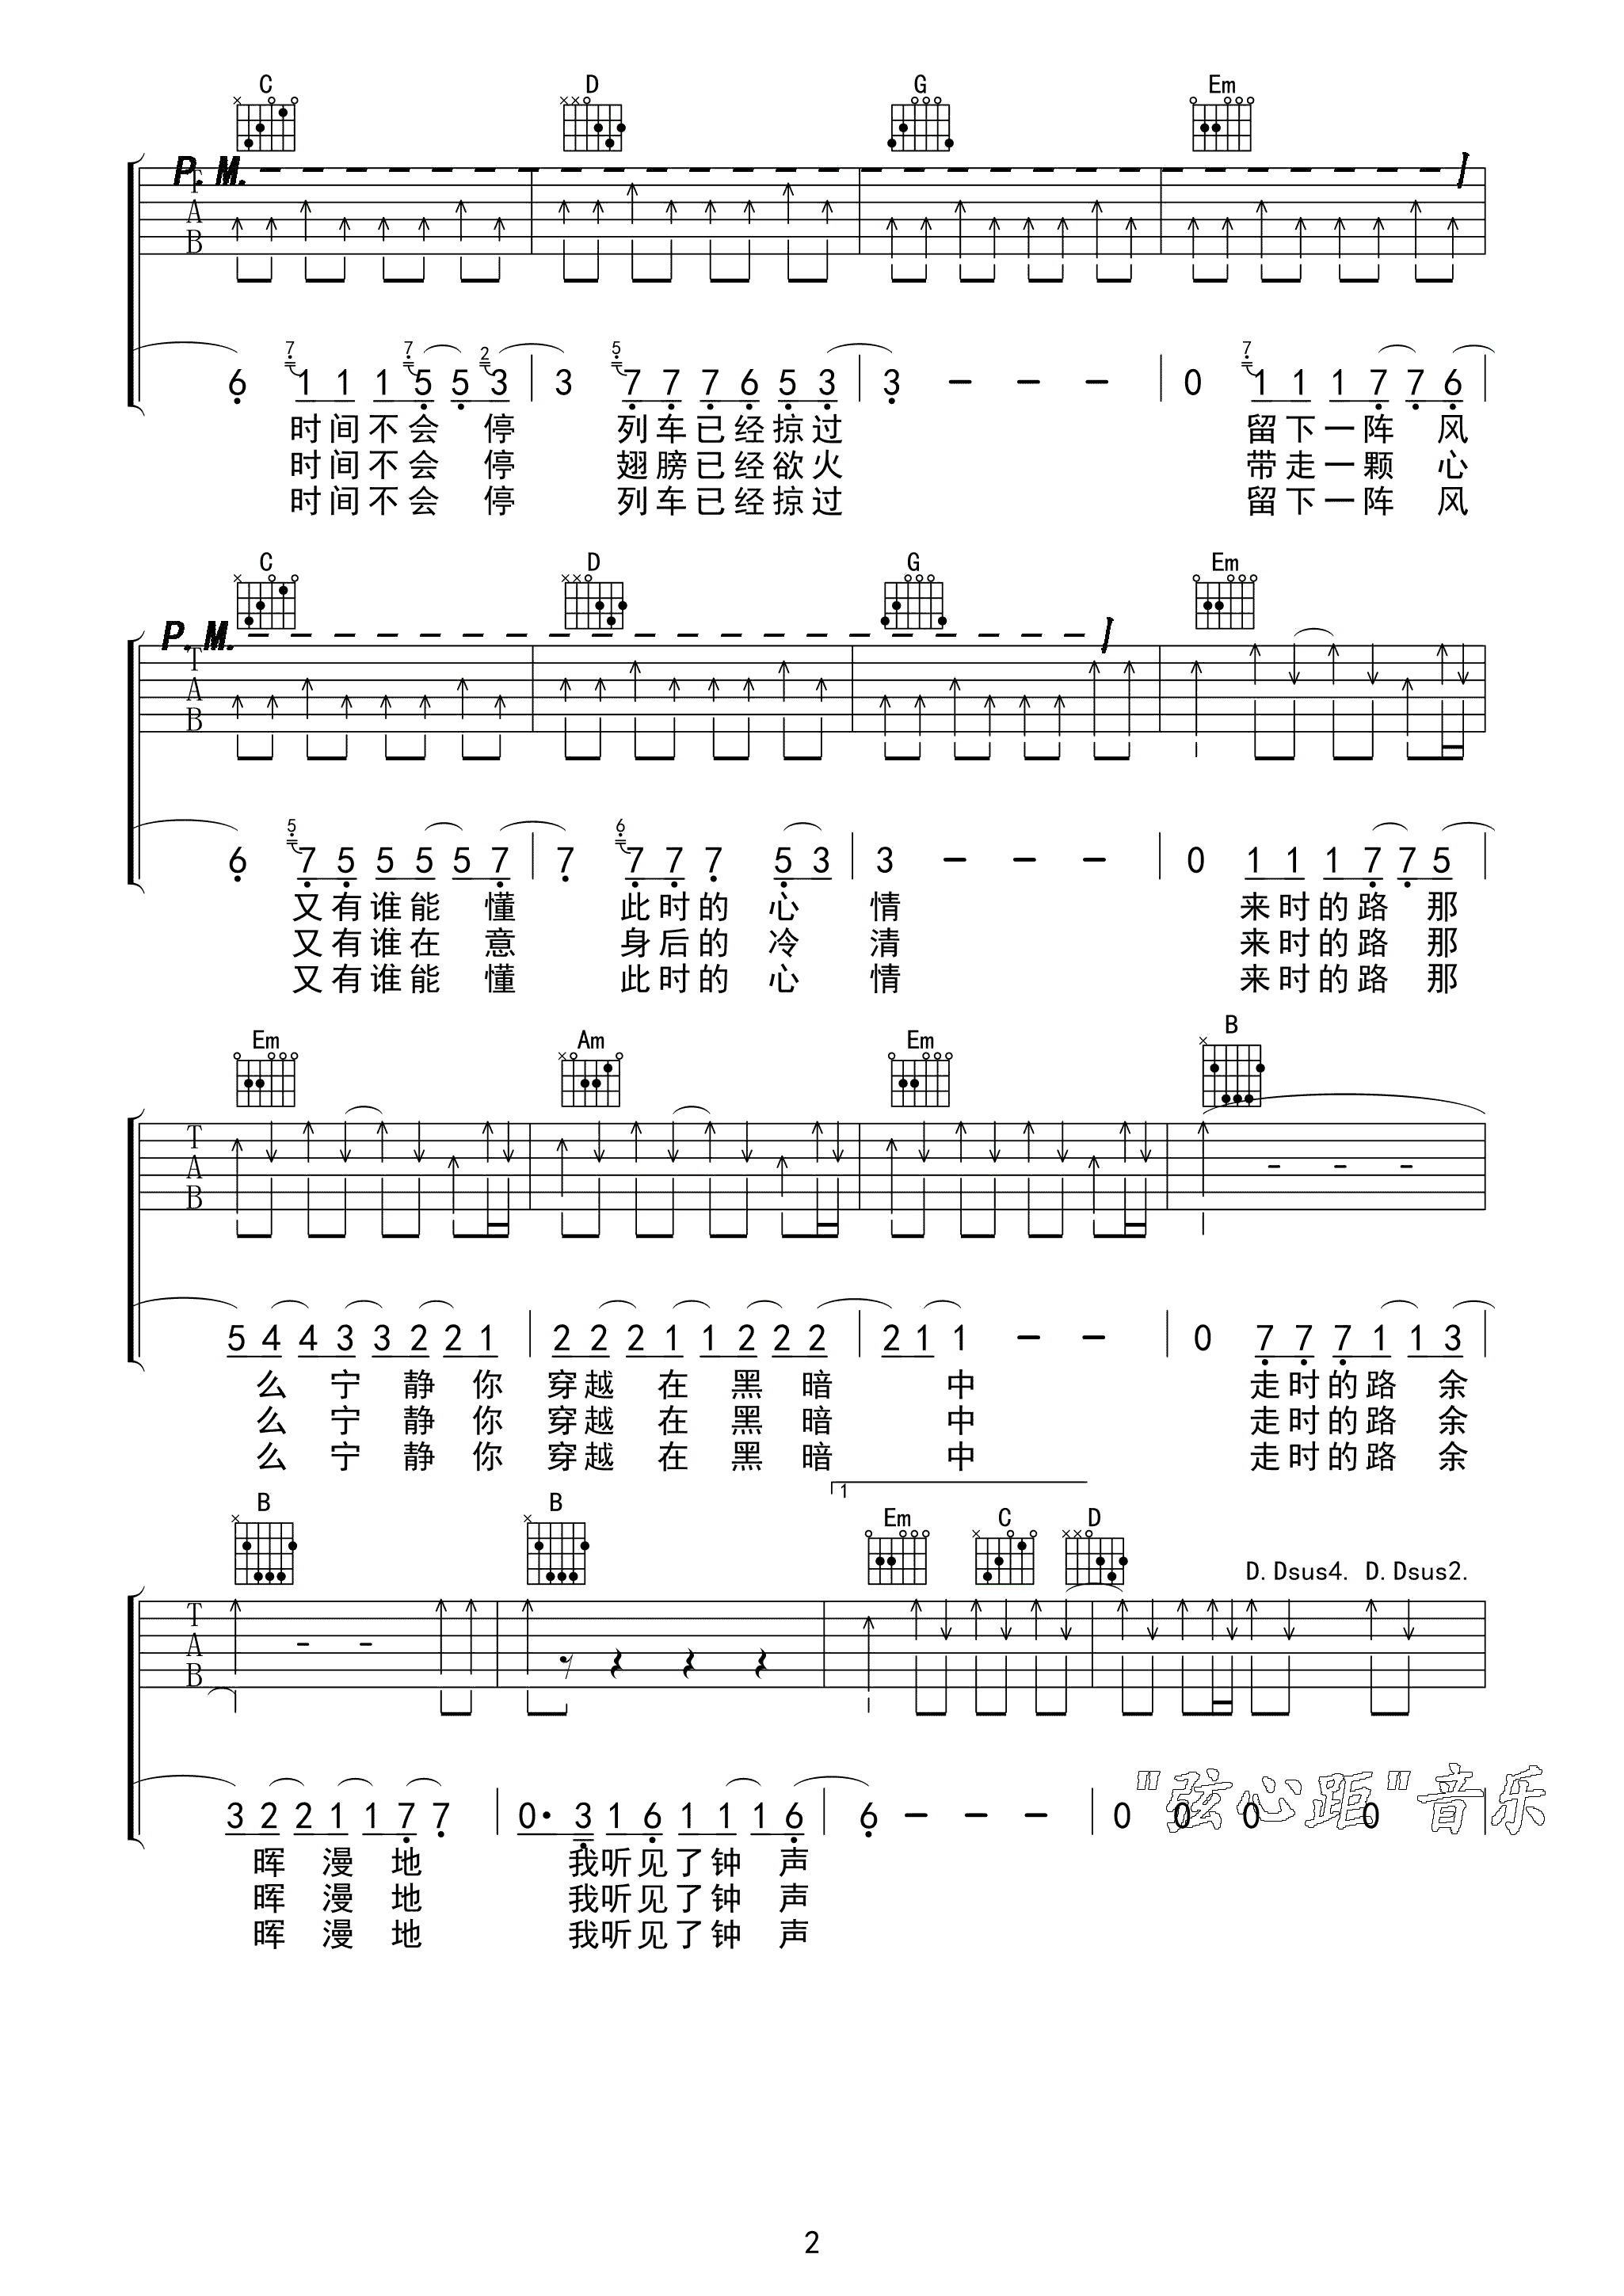 C D G Em
P. M.
T
A
B
7 7 2 5 7
6 1 1 1 5 5 3 3 7 7 7 6 5 3 3 - - - 0 1 1 1 7 7 6
时间不会 停 列车已经掠过 留下一阵 风
时间不会 停 翅膀已经欲火 带走一颗 心
时间不会 停 列车已经掠过 留下一阵 风
C D G Em
P. M.
T
A
B
5 6
6 7 5 5 5 5 7 7 7 7 7 5 3 3 - - - 0 1 1 1 7 7 5
又有谁能 懂 此时的 心 情 来时的路 那
又有谁在 意 身后的 冷 清 来时的路 那
又有谁能 懂 此时的 心 情 来时的路 那
Em Am Em B
T
A
B
5 4 4 3 3 2 2 1 2 2 2 1 1 2 2 2 2 1 1 - - 0 7 7 7 1 1 3
么 宁 静 你 穿越 在 黑 暗 中 走时的路 余
么 宁 静 你 穿越 在 黑 暗 中 走时的路 余
么 宁 静 你 穿越 在 黑 暗 中 走时的路 余
1
B B Em C D D. Dsus4. D. Dsus2.
T
A
B
"弦心距"音乐
3 2 2 1 1 7 7 0· 3 1 6 1 1 1 6 6 - - - 0 0 0 0
晖 漫 地 我听见了钟 声
晖 漫 地 我听见了钟 声
晖 漫 地 我听见了钟 声
2